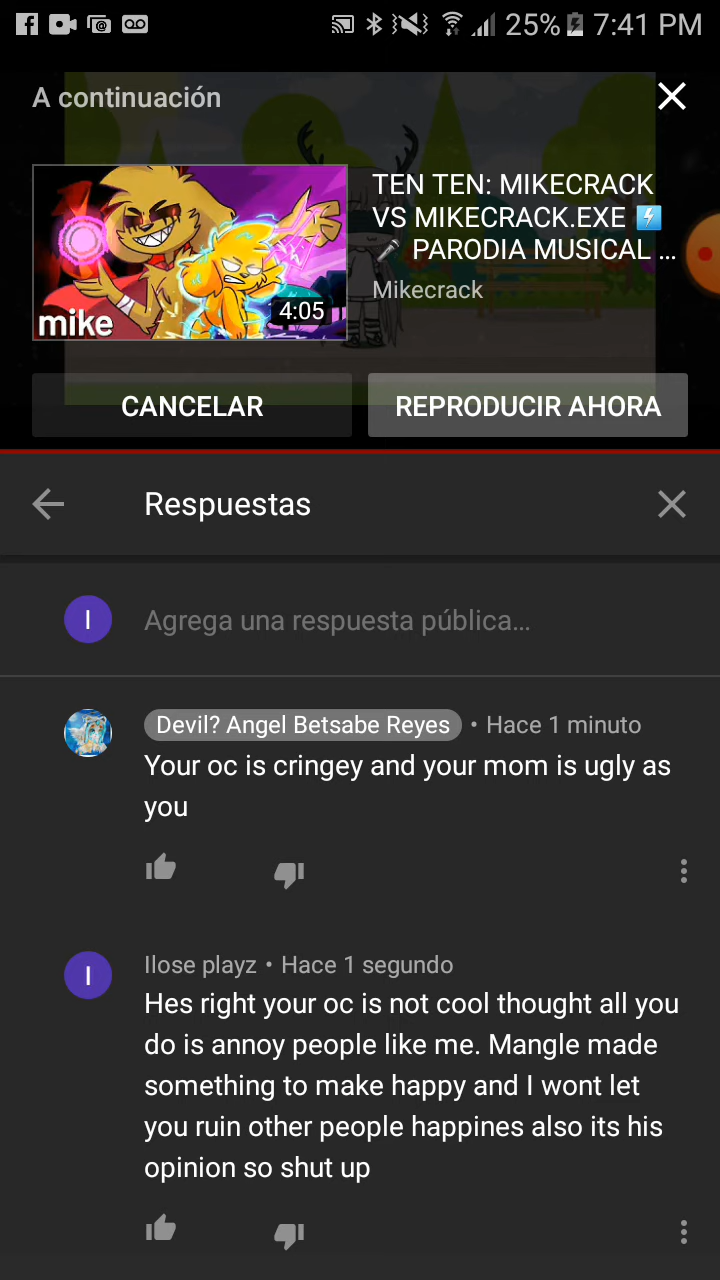 25% 7:41 PM
A continuación
TEN TEN: MIKECRACK
VS MIKECRACK.EXE ⚡
🎤 PARODIA MUSICAL ...
Mikecrack
mike
4:05
CANCELAR
REPRODUCIR AHORA
Respuestas
I
Agrega una respuesta pública...
Devil? Angel Betsabe Reyes • Hace 1 minuto
Your oc is cringey and your mom is ugly as
you
I
Ilose playz • Hace 1 segundo
Hes right your oc is not cool thought all you
do is annoy people like me. Mangle made
something to make happy and I wont let
you ruin other people happines also its his
opinion so shut up